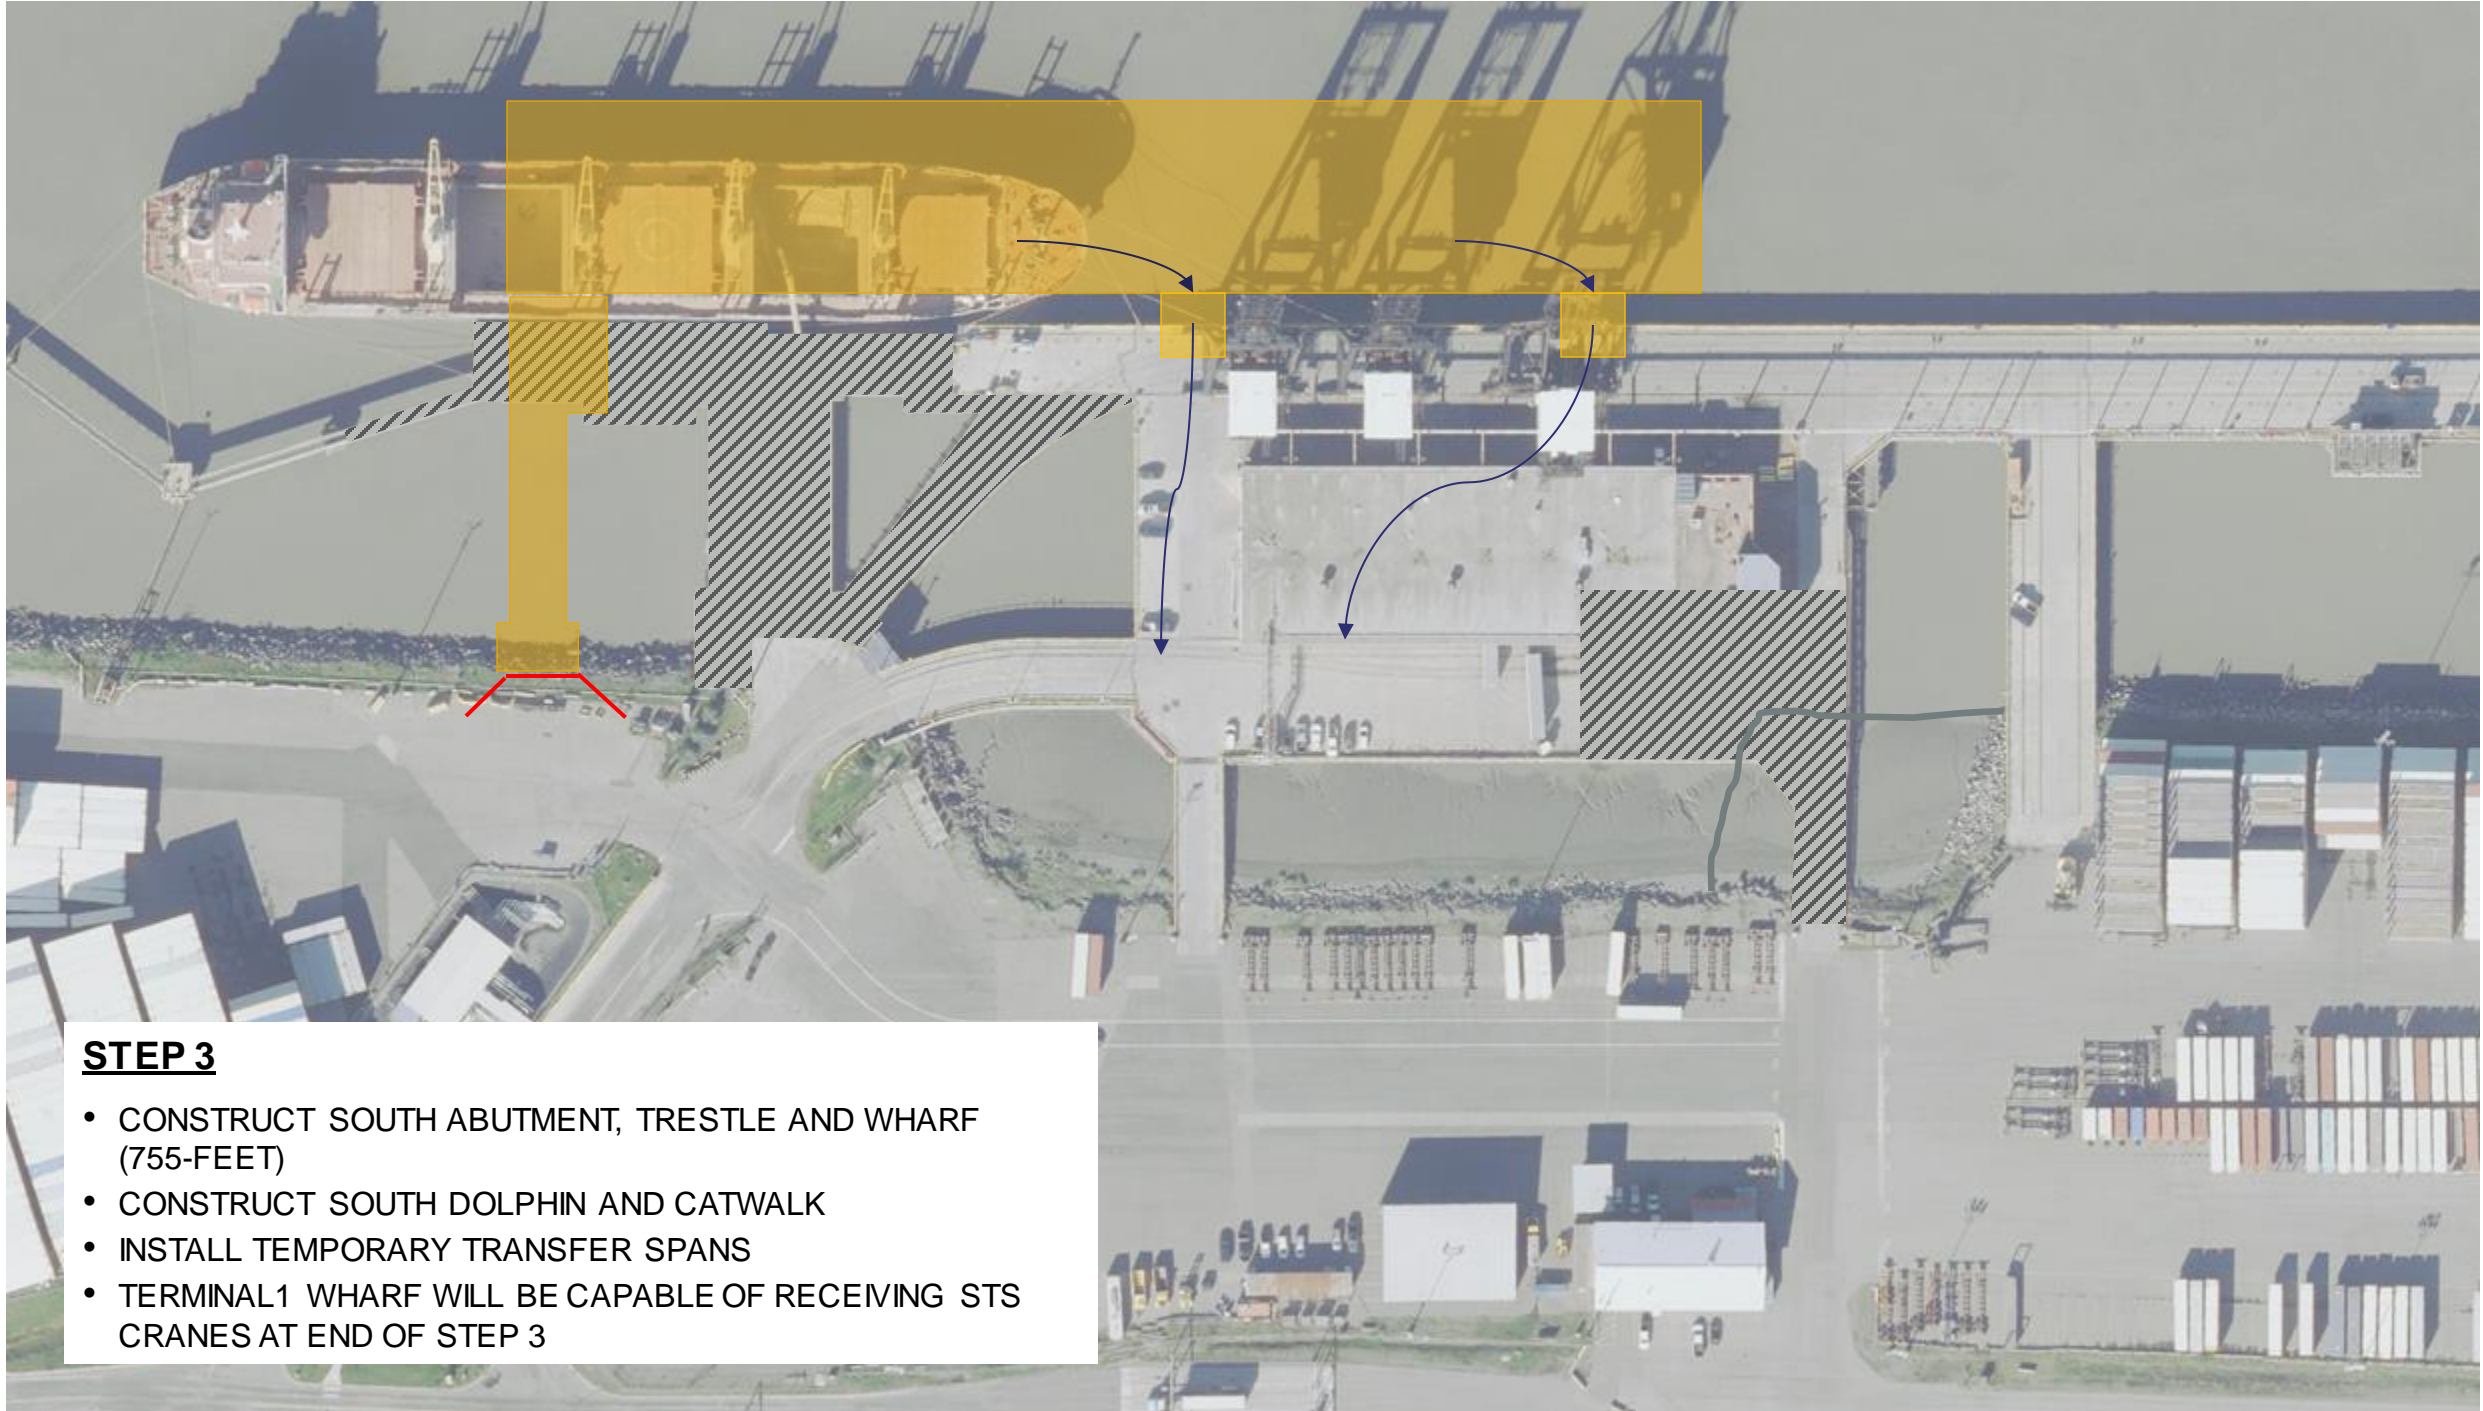 STEP 3
• CONSTRUCT SOUTH ABUTMENT, TRESTLE AND WHARF
(755-FEET)
• CONSTRUCT SOUTH DOLPHIN AND CATWALK
• INSTALL TEMPORARY TRANSFER SPANS
• TERMINAL1 WHARF WILL BE CAPABLE OF RECEIVING STS
CRANES AT END OF STEP 3